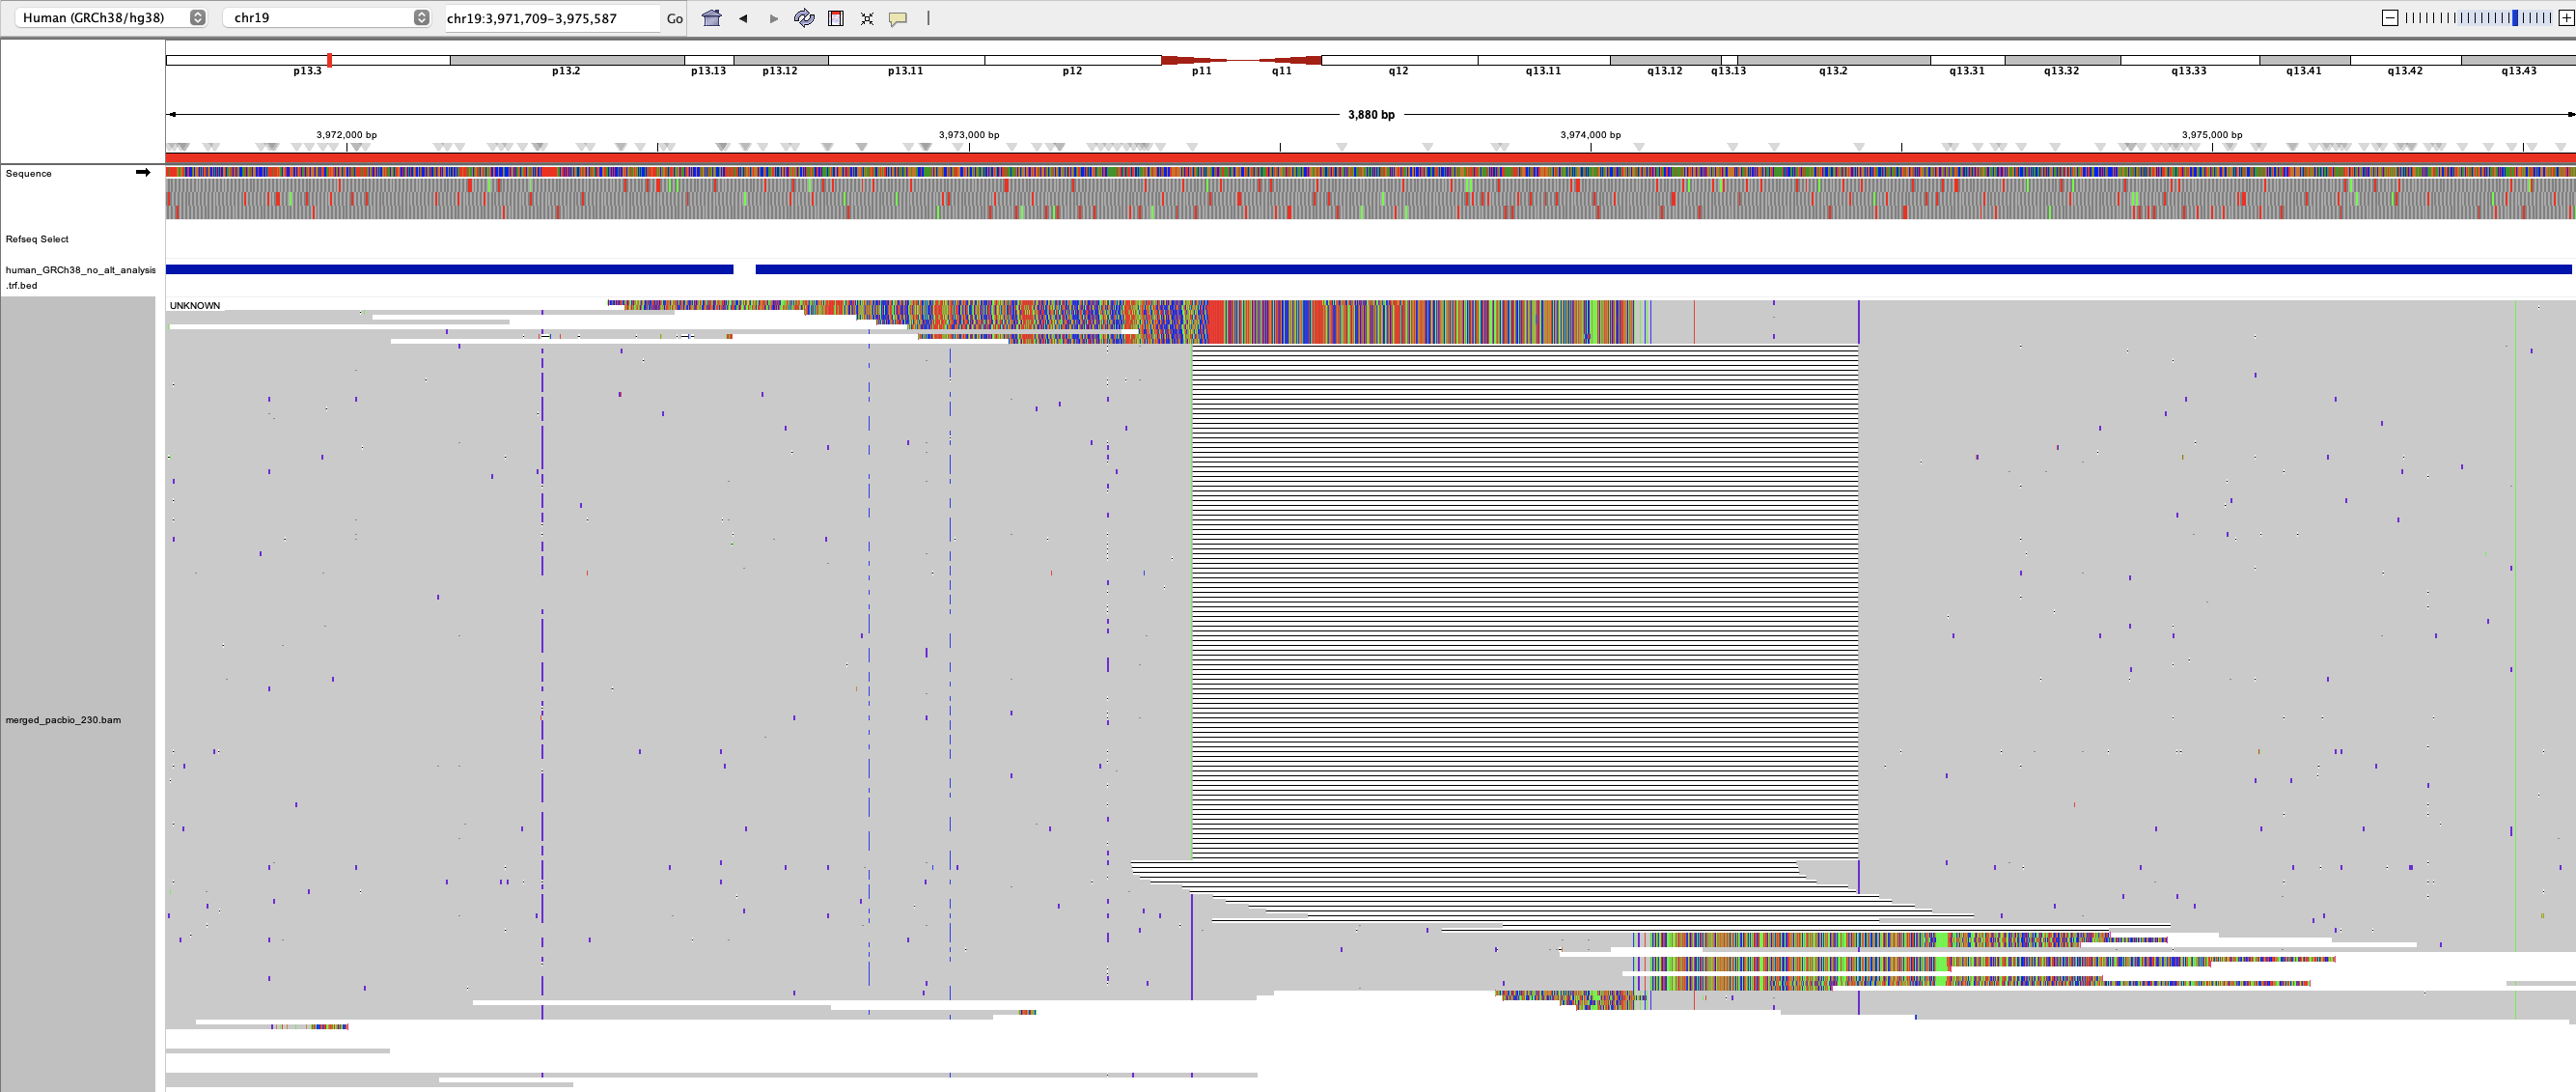 Human (GRCh38/hg38) chr19 chr19:3,971,709-3,975,587 Go
p13.3 p13.2 p13.13 p13.12 p13.11 p12 p11 q11 q12 q13.11 q13.12 q13.13 q13.2 q13.31 q13.32 q13.33 q13.41 q13.42 q13.43
3,880 bp
3,972,000 bp 3,973,000 bp 3,974,000 bp 3,975,000 bp
Sequence
Refseq Select
human_GRCh38_no_alt_analysis
.trf.bed
UNKNOWN
merged_pacbio_230.bam